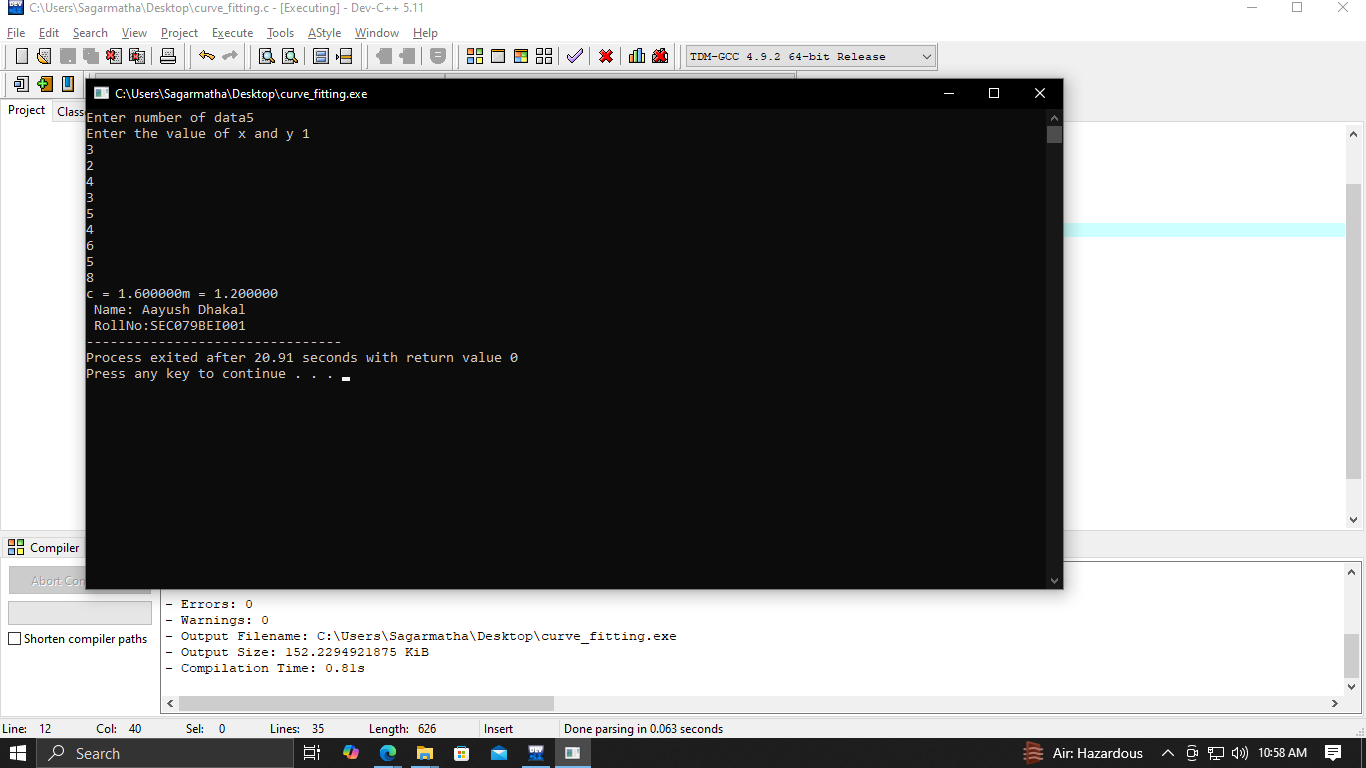 C:\Users\Sagarmatha\Desktop\curve_fitting.c - [Executing] - Dev-C++ 5.11
File Edit Search View Project Execute Tools AStyle Window Help
TDM-GCC 4.9.2 64-bit Release
Project
C:\Users\Sagarmatha\Desktop\curve_fitting.exe
Enter number of data5
Enter the value of x and y 1
3
2
4
3
5
4
6
5
8
c = 1.600000m = 1.200000
Name: Aayush Dhakal
RollNo:SEC079BEI001
--------------------------------
Process exited after 20.91 seconds with return value 0
Press any key to continue . . .
Compiler
Abort
Shorten compiler paths
- Errors: 0
- Warnings: 0
- Output Filename: C:\Users\Sagarmatha\Desktop\curve_fitting.exe
- Output Size: 152.2294921875 KiB
- Compilation Time: 0.81s
Line: 12 Col: 40 Sel: 0 Lines: 35 Length: 626 Insert Done parsing in 0.063 seconds
Search
DEV
Air: Hazardous
10:58 AM